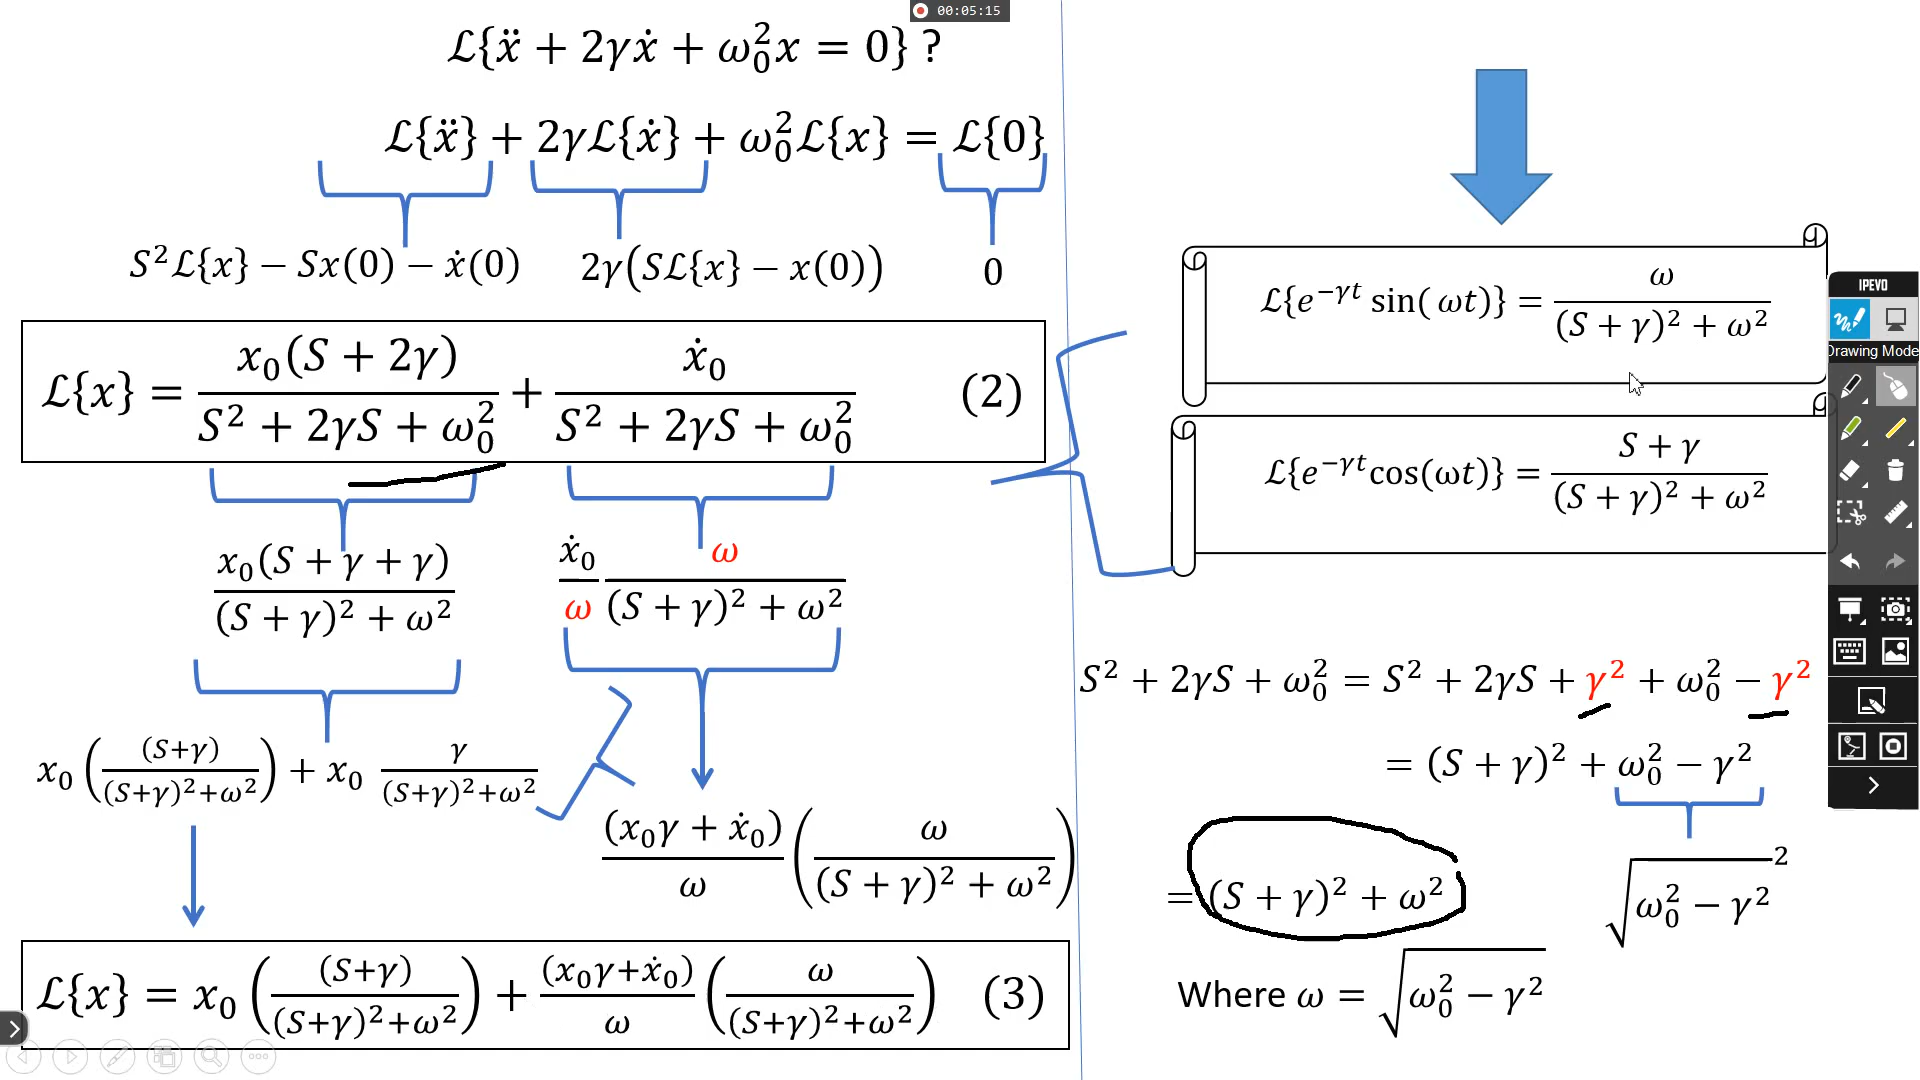 00:05:15
ℒ{ẍ + 2γẋ + ω₀²x = 0} ?
ℒ{ẍ} + 2γℒ{ẋ} + ω₀²ℒ{x} = ℒ{0}
S²ℒ{x} − Sx(0) − ẋ(0)    2γ(Sℒ{x} − x(0))    0
ℒ{x} = x₀(S + 2γ)/(S² + 2γS + ω₀²) + ẋ₀/(S² + 2γS + ω₀²)    (2)
x₀(S + γ + γ)/((S + γ)² + ω²)    ẋ₀/ω ω/((S + γ)² + ω²)
x₀((S+γ)/((S+γ)²+ω²)) + x₀ γ/((S+γ)²+ω²)
(x₀γ + ẋ₀)/ω (ω/((S + γ)² + ω²))
ℒ{x} = x₀((S+γ)/((S+γ)²+ω²)) + (x₀γ+ẋ₀)/ω (ω/((S+γ)²+ω²))    (3)
ℒ{e^(−γt) sin( ωt)} = ω/((S + γ)² + ω²)
ℒ{e^(−γt)cos(ωt)} = (S + γ)/((S + γ)² + ω²)
S² + 2γS + ω₀² = S² + 2γS + γ² + ω₀² − γ²
= (S + γ)² + ω₀² − γ²
= (S + γ)² + ω²    √(ω₀² − γ²)²
Where ω = √(ω₀² − γ²)
IPEVO
Drawing Mode